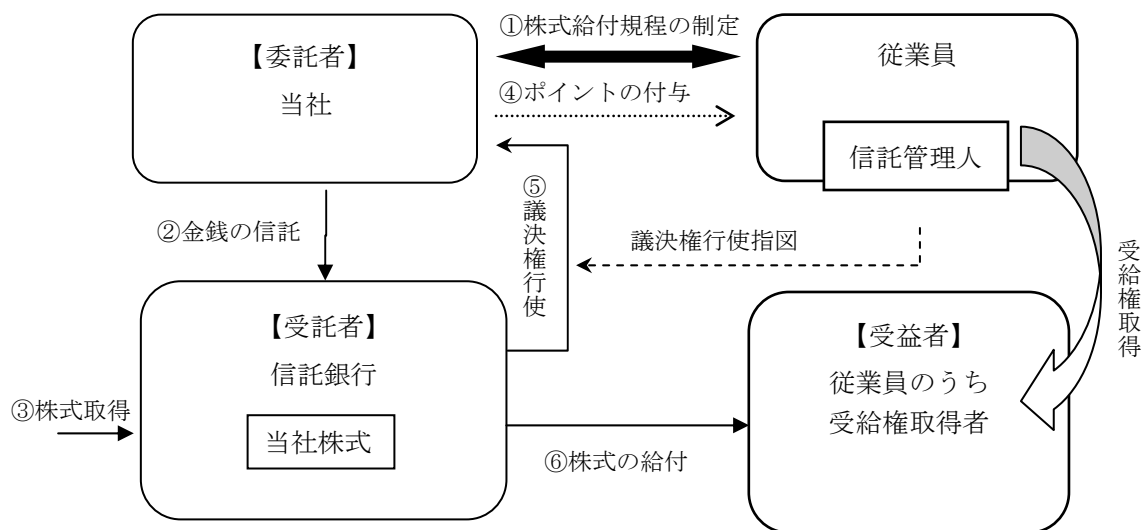 ①株式給付規程の制定
【委託者】
当社
従業員
④ポイントの付与
信託管理人
⑤議決権行使
②金銭の信託
議決権行使指図
受給権取得
【受託者】
信託銀行
【受益者】
従業員のうち
受給権取得者
③株式取得
当社株式
⑥株式の給付